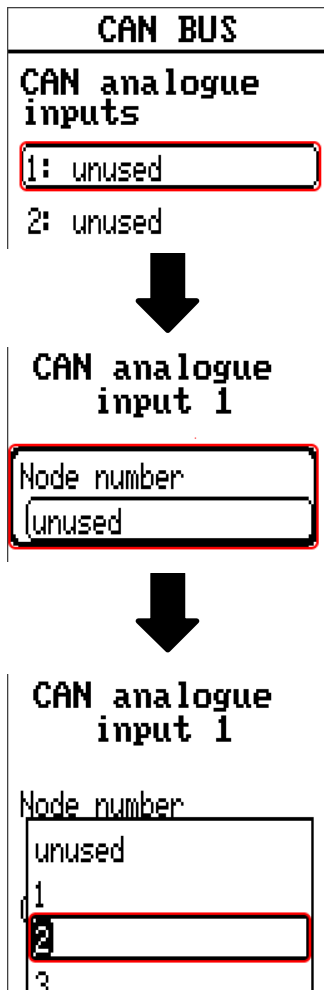 CAN BUS
CAN analogue
inputs
1: unused
2: unused
CAN analogue
input 1
Node number
unused
CAN analogue
input 1
Node number
unused
1
2
3